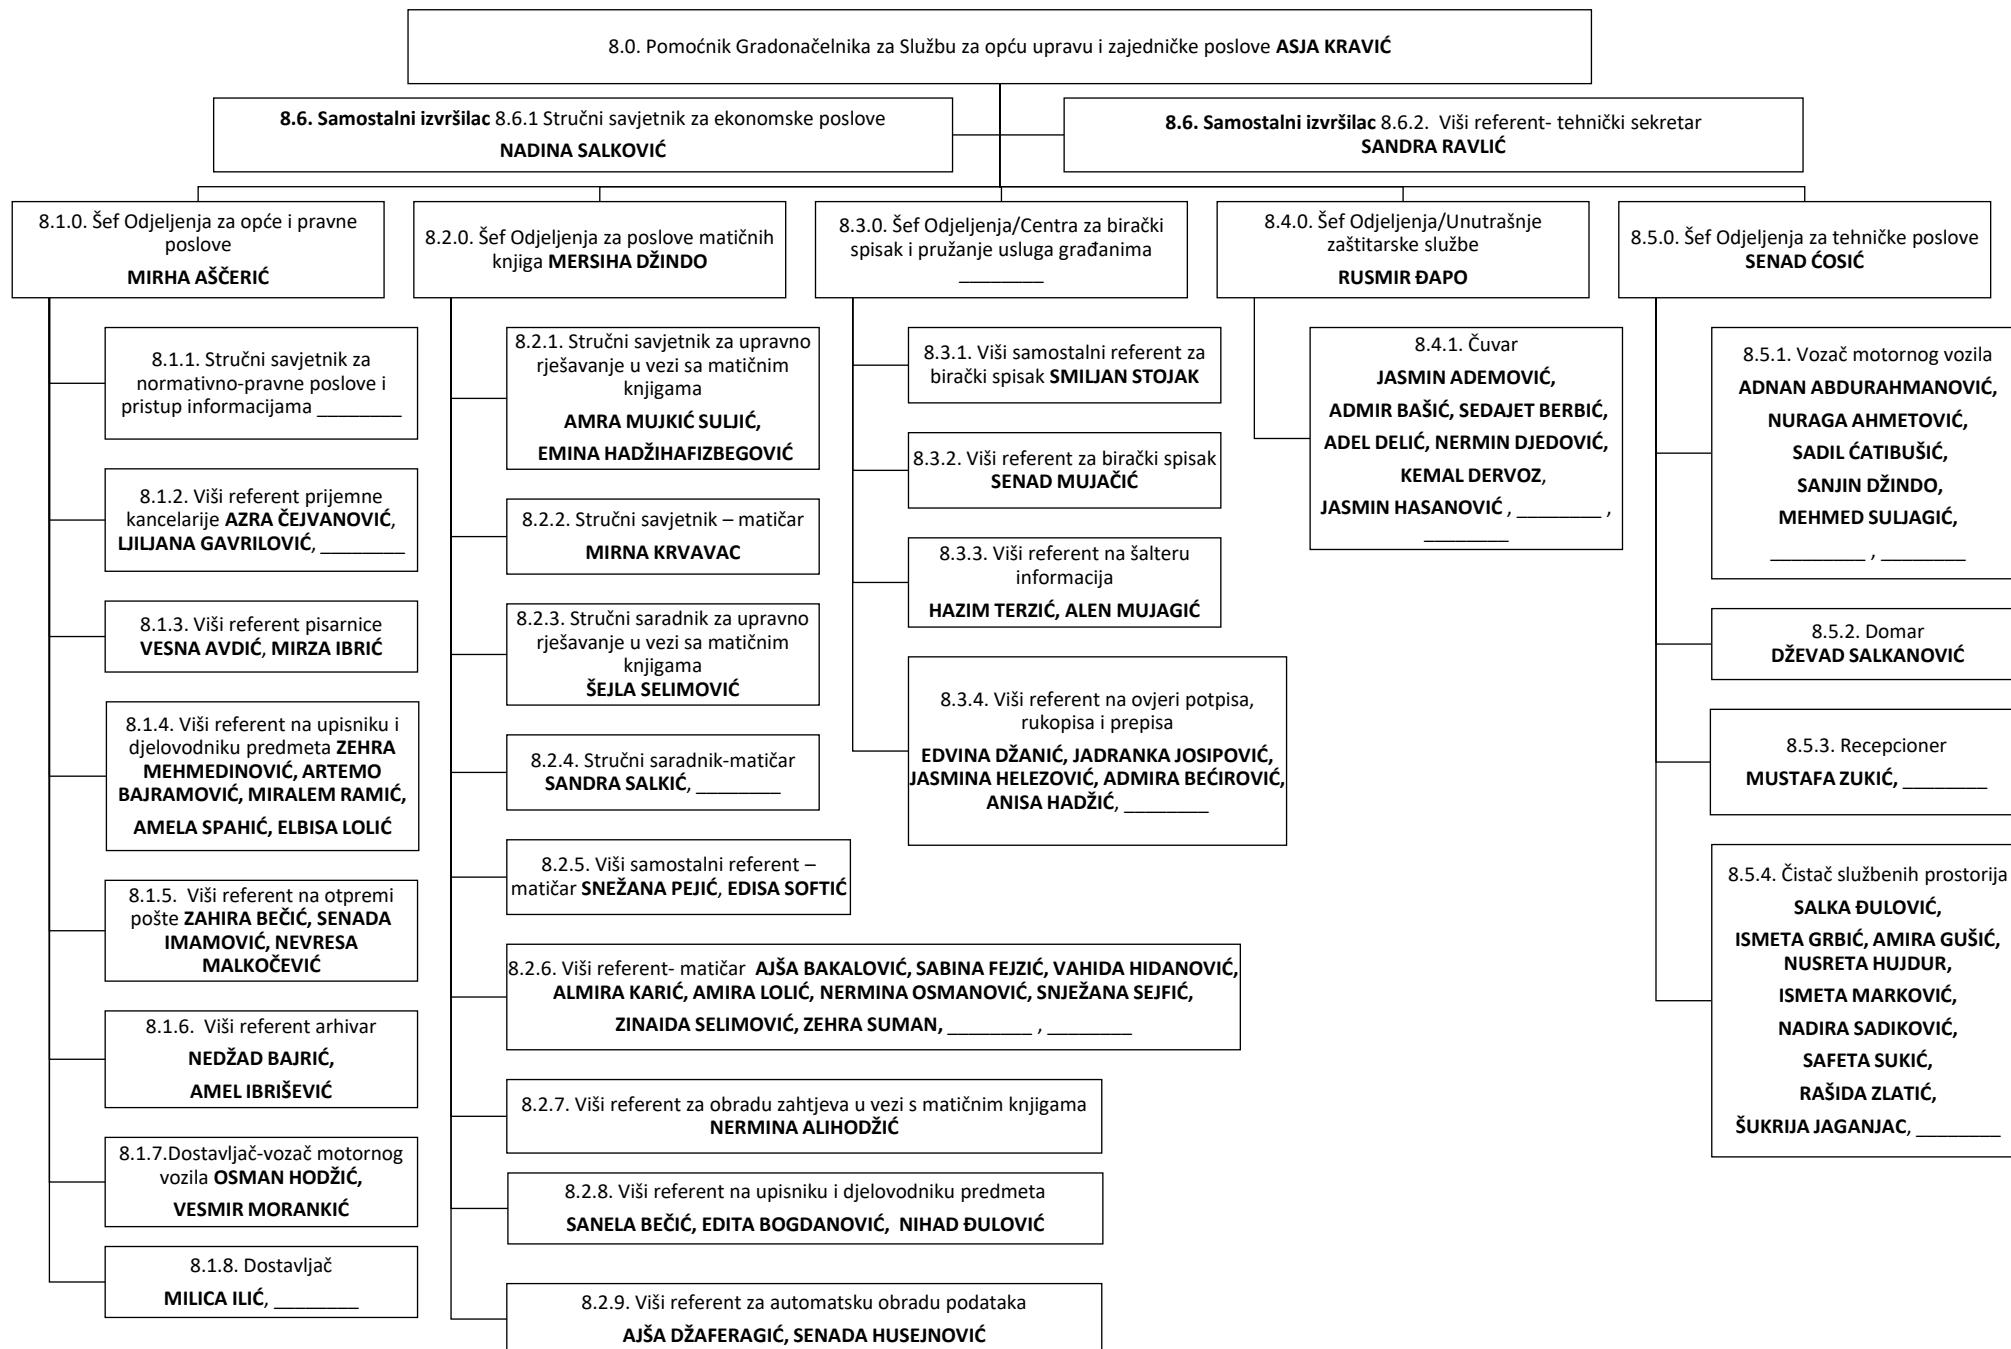 8.0. Pomoćnik Gradonačelnika za Službu za opću upravu i zajedničke poslove ASJA KRAVIĆ
8.6. Samostalni izvršilac 8.6.1 Stručni savjetnik za ekonomske poslove
NADINA SALKOVIĆ
8.6. Samostalni izvršilac 8.6.2. Viši referent- tehnički sekretar
SANDRA RAVLIĆ
8.1.0. Šef Odjeljenja za opće i pravne
poslove
MIRHA AŠČERIĆ
8.1.1. Stručni savjetnik za
normativno-pravne poslove i
pristup informacijama ________
8.1.2. Viši referent prijemne
kancelarije AZRA ČEJVANOVIĆ,
LJILJANA GAVRILOVIĆ, ________
8.1.3. Viši referent pisarnice
VESNA AVDIĆ, MIRZA IBRIĆ
8.1.4. Viši referent na upisniku i
djelovodniku predmeta ZEHRA
MEHMEDINOVIĆ, ARTEMO
BAJRAMOVIĆ, MIRALEM RAMIĆ,
AMELA SPAHIĆ, ELBISA LOLIĆ
8.1.5. Viši referent na otpremi
pošte ZAHIRA BEČIĆ, SENADA
IMAMOVIĆ, NEVRESA
MALKOČEVIĆ
8.1.6. Viši referent arhivar
NEDŽAD BAJRIĆ,
AMEL IBRIŠEVIĆ
8.1.7.Dostavljač-vozač motornog
vozila OSMAN HODŽIĆ,
VESMIR MORANKIĆ
8.1.8. Dostavljač
MILICA ILIĆ, ________
8.2.0. Šef Odjeljenja za poslove matičnih
knjiga MERSIHA DŽINDO
8.2.1. Stručni savjetnik za upravno
rješavanje u vezi sa matičnim
knjigama
AMRA MUJKIĆ SULJIĆ,
EMINA HADŽIHAFIZBEGOVIĆ
8.2.2. Stručni savjetnik – matičar
MIRNA KRVAVAC
8.2.3. Stručni saradnik za upravno
rješavanje u vezi sa matičnim
knjigama
ŠEJLA SELIMOVIĆ
8.2.4. Stručni saradnik-matičar
SANDRA SALKIĆ, ________
8.2.5. Viši samostalni referent –
matičar SNEŽANA PEJIĆ, EDISA SOFTIĆ
8.2.6. Viši referent- matičar AJŠA BAKALOVIĆ, SABINA FEJZIĆ, VAHIDA HIDANOVIĆ,
ALMIRA KARIĆ, AMIRA LOLIĆ, NERMINA OSMANOVIĆ, SNJEŽANA SEJFIĆ,
ZINAIDA SELIMOVIĆ, ZEHRA SUMAN, ________ , ________
8.2.7. Viši referent za obradu zahtjeva u vezi s matičnim knjigama
NERMINA ALIHODŽIĆ
8.2.8. Viši referent na upisniku i djelovodniku predmeta
SANELA BEČIĆ, EDITA BOGDANOVIĆ, NIHAD ĐULOVIĆ
8.2.9. Viši referent za automatsku obradu podataka
AJŠA DŽAFERAGIĆ, SENADA HUSEJNOVIĆ
8.3.0. Šef Odjeljenja/Centra za birački
spisak i pružanje usluga građanima
________
8.3.1. Viši samostalni referent za
birački spisak SMILJAN STOJAK
8.3.2. Viši referent za birački spisak
SENAD MUJAČIĆ
8.3.3. Viši referent na šalteru
informacija
HAZIM TERZIĆ, ALEN MUJAGIĆ
8.3.4. Viši referent na ovjeri potpisa,
rukopisa i prepisa
EDVINA DŽANIĆ, JADRANKA JOSIPOVIĆ,
JASMINA HELEZOVIĆ, ADMIRA BEĆIROVIĆ,
ANISA HADŽIĆ, ________
8.4.0. Šef Odjeljenja/Unutrašnje
zaštitarske službe
RUSMIR ĐAPO
8.4.1. Čuvar
JASMIN ADEMOVIĆ,
ADMIR BAŠIĆ, SEDAJET BERBIĆ,
ADEL DELIĆ, NERMIN DJEDOVIĆ,
KEMAL DERVOZ,
JASMIN HASANOVIĆ , ________ ,
________
8.5.0. Šef Odjeljenja za tehničke poslove
SENAD ĆOSIĆ
8.5.1. Vozač motornog vozila
ADNAN ABDURAHMANOVIĆ,
NURAGA AHMETOVIĆ,
SADIL ĆATIBUŠIĆ,
SANJIN DŽINDO,
MEHMED SULJAGIĆ,
_________ , ________
8.5.2. Domar
DŽEVAD SALKANOVIĆ
8.5.3. Recepcioner
MUSTAFA ZUKIĆ, ________
8.5.4. Čistač službenih prostorija
SALKA ĐULOVIĆ,
ISMETA GRBIĆ, AMIRA GUŠIĆ,
NUSRETA HUJDUR,
ISMETA MARKOVIĆ,
NADIRA SADIKOVIĆ,
SAFETA SUKIĆ,
RAŠIDA ZLATIĆ,
ŠUKRIJA JAGANJAC, ________